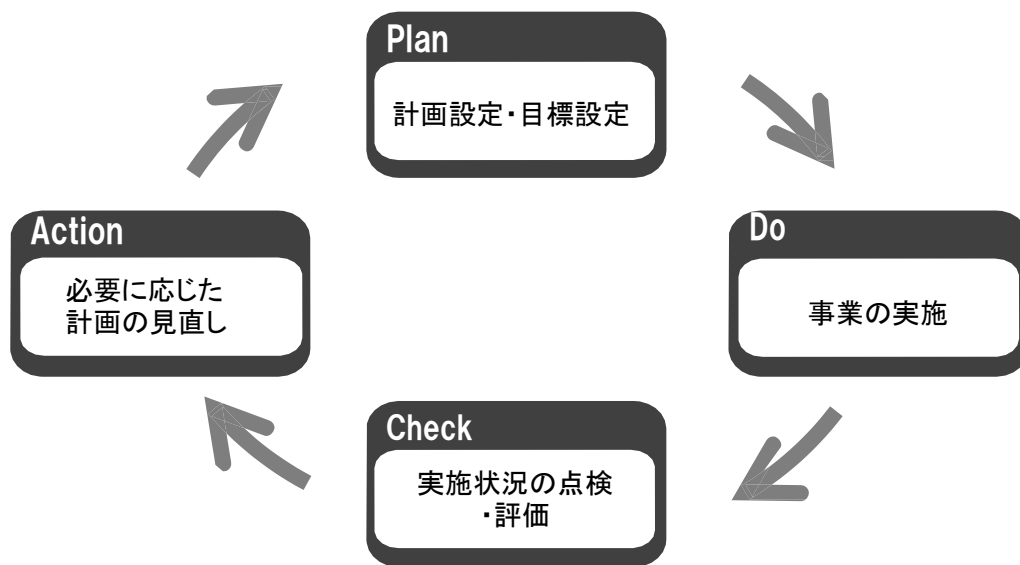 Plan
計画設定・目標設定
Action
必要に応じた
計画の見直し
Do
事業の実施
Check
実施状況の点検
・評価